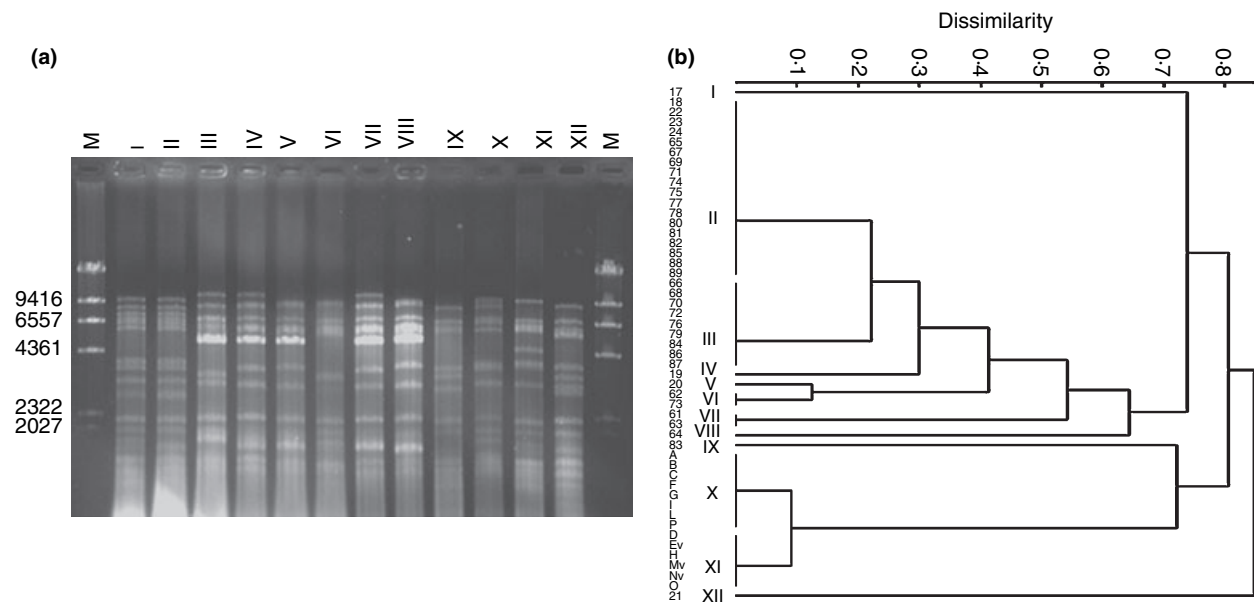 (a)
M I II III IV V VI VII VIII IX X XI XII M
9416
6557
4361
2322
2027
(b)
Dissimilarity
0·1 0·2 0·3 0·4 0·5 0·6 0·7 0·8
17 I
18
22
23
24
65
67
69
71
74
75
77
78 II
80
81
82
85
88
89
66
68
70
72
76
79
84 III
86
87 IV
19
20 V
62 VI
73
61 VII
63
64 VIII
83 IX
A
B
C
F
G X
I
L
P
D
Ev
H
Mv XI
Nv
O
21 XII